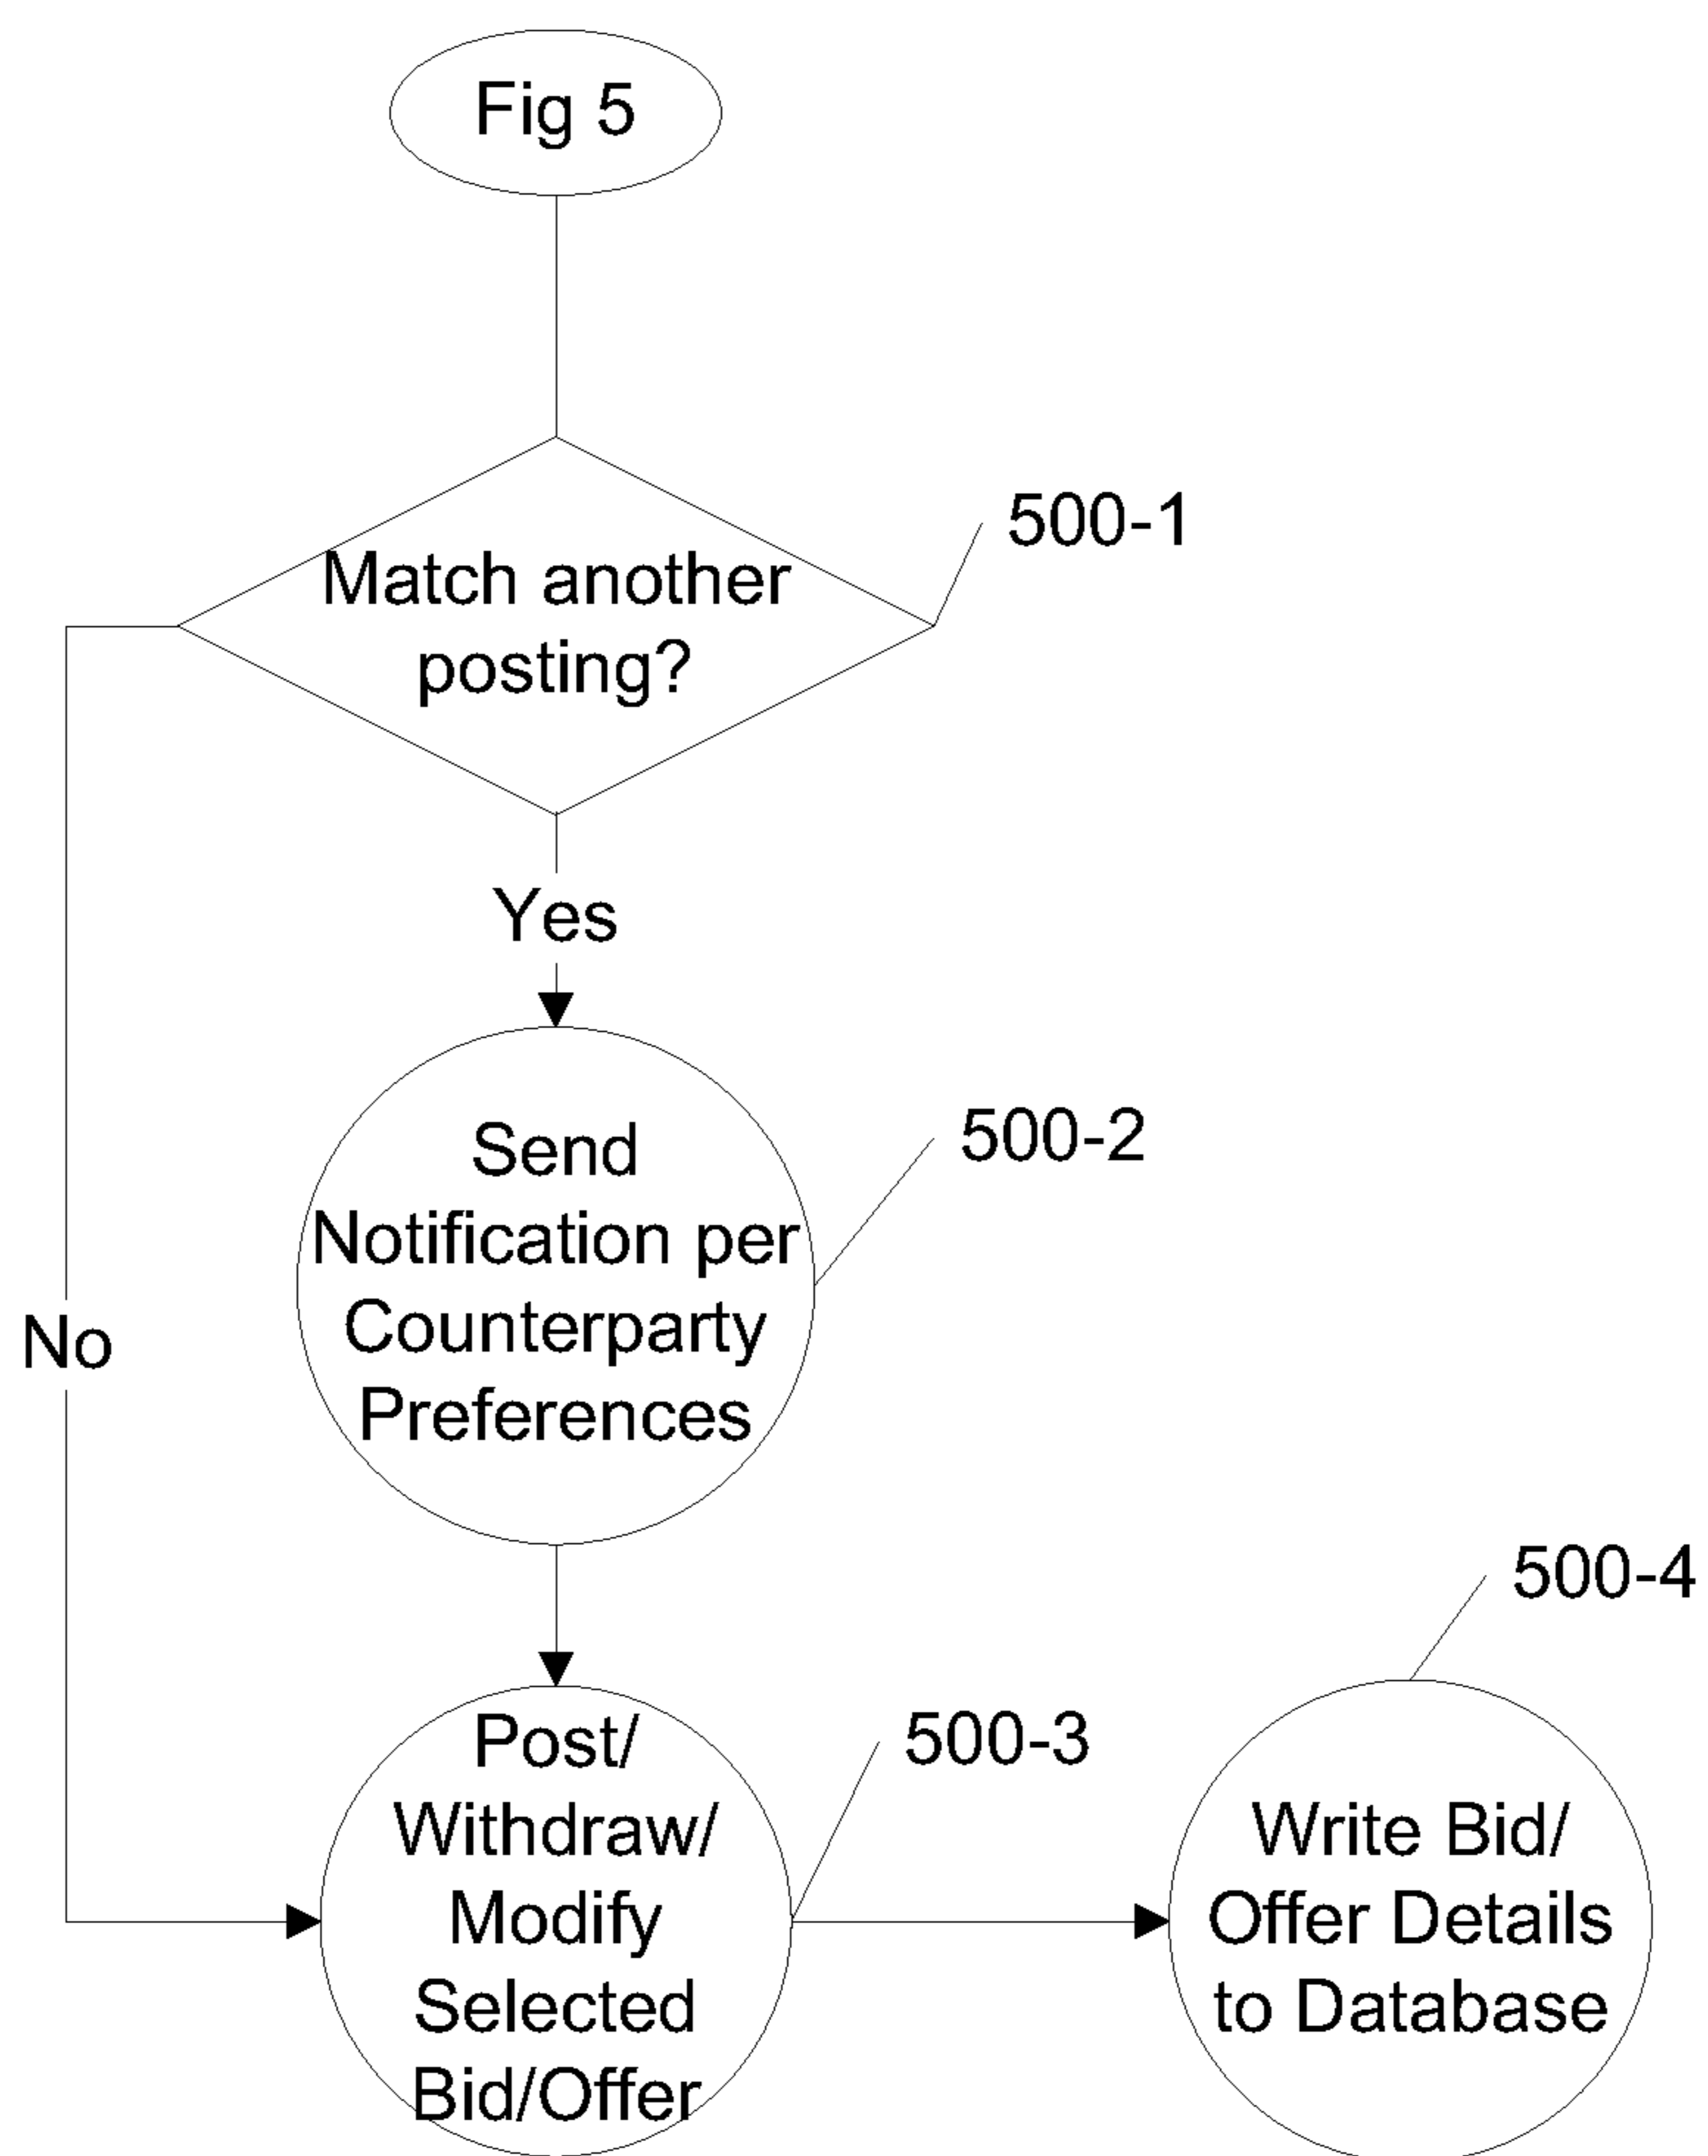 Fig 5
500-1
Match another
posting?
Yes
500-2
Send
Notification per
Counterparty
Preferences
No
500-4
500-3
Post/
Withdraw/
Modify
Selected
Bid/Offer
Write Bid/
Offer Details
to Database